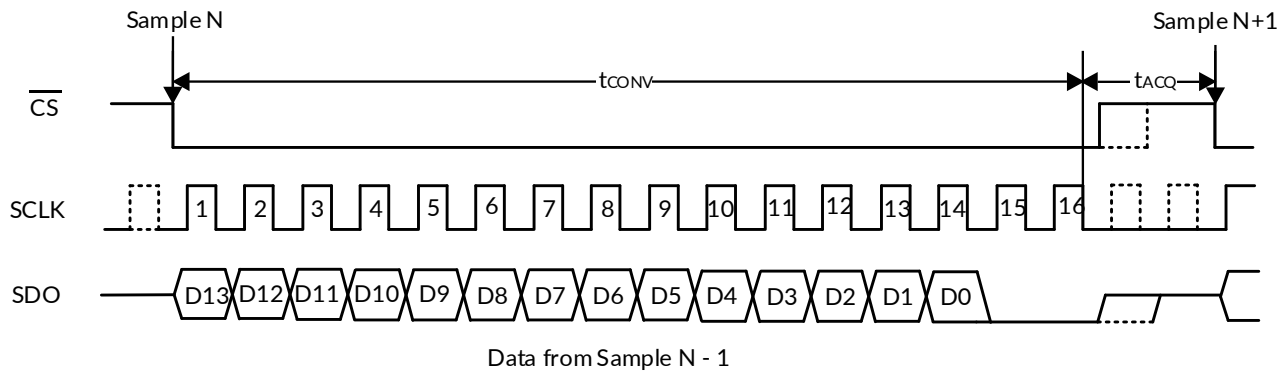 Sample N
Sample N+1
tCONV
tACQ
CS
SCLK
1 2 3 4 5 6 7 8 9 10 11 12 13 14 15 16
SDO
D13 D12 D11 D10 D9 D8 D7 D6 D5 D4 D3 D2 D1 D0
Data from Sample N - 1